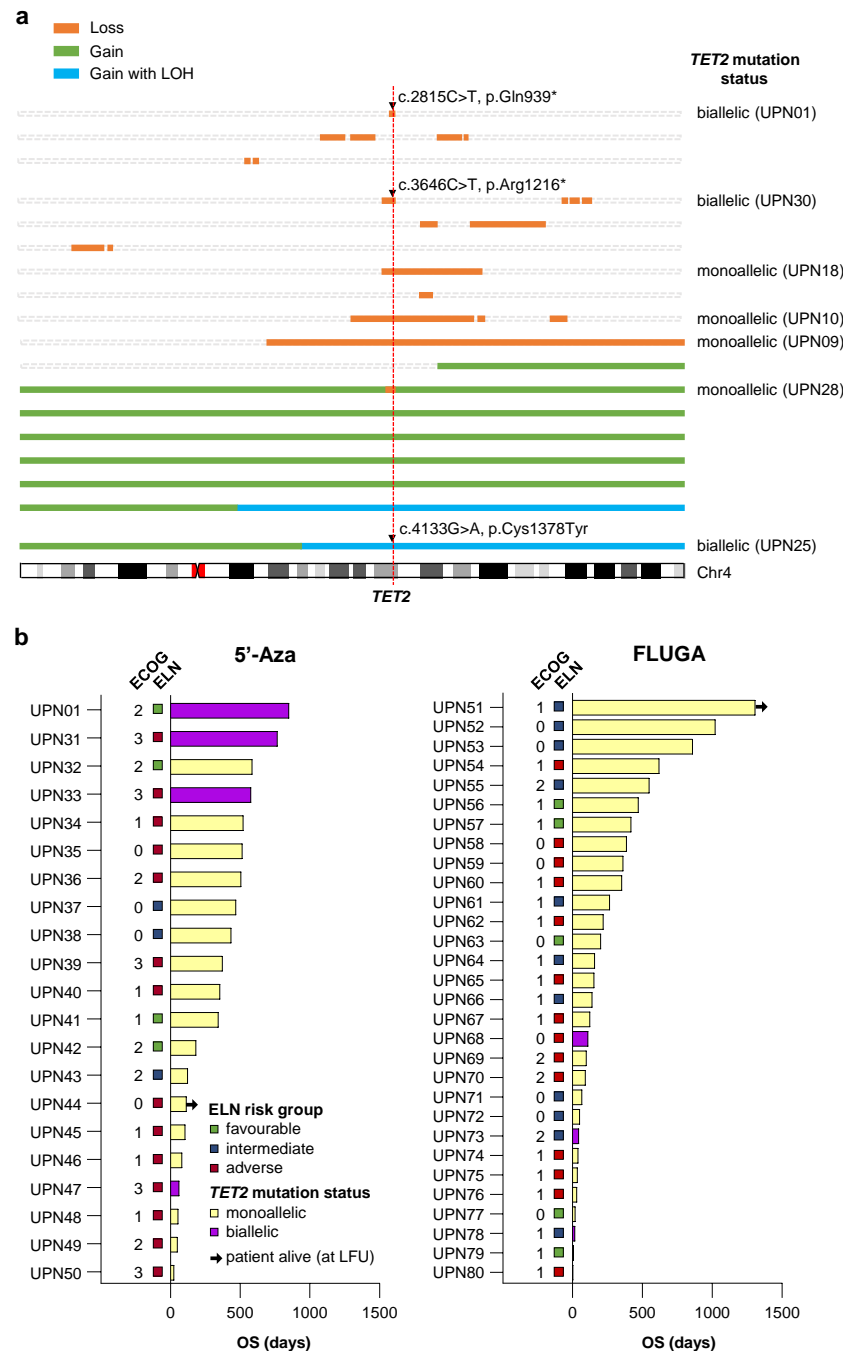 a
Loss
Gain
Gain with LOH
TET2 mutation
status
c.2815C>T, p.Gln939*
biallelic (UPN01)
c.3646C>T, p.Arg1216*
biallelic (UPN30)
monoallelic (UPN18)
monoallelic (UPN10)
monoallelic (UPN09)
monoallelic (UPN28)
c.4133G>A, p.Cys1378Tyr
biallelic (UPN25)
Chr4
TET2
b
5'-Aza
ECOG
ELN
UPN01 2
UPN31 3
UPN32 2
UPN33 3
UPN34 1
UPN35 0
UPN36 2
UPN37 0
UPN38 0
UPN39 3
UPN40 1
UPN41 1
UPN42 2
UPN43 2
UPN44 0
UPN45 1
UPN46 1
UPN47 3
UPN48 1
UPN49 2
UPN50 3
ELN risk group
favourable
intermediate
adverse
TET2 mutation status
monoallelic
biallelic
patient alive (at LFU)
0 500 1000 1500
OS (days)
FLUGA
ECOG
ELN
UPN51 1
UPN52 0
UPN53 0
UPN54 1
UPN55 2
UPN56 1
UPN57 1
UPN58 0
UPN59 0
UPN60 1
UPN61 1
UPN62 1
UPN63 0
UPN64 1
UPN65 1
UPN66 1
UPN67 1
UPN68 0
UPN69 2
UPN70 2
UPN71 0
UPN72 0
UPN73 2
UPN74 1
UPN75 1
UPN76 1
UPN77 0
UPN78 1
UPN79 1
UPN80 1
0 500 1000 1500
OS (days)